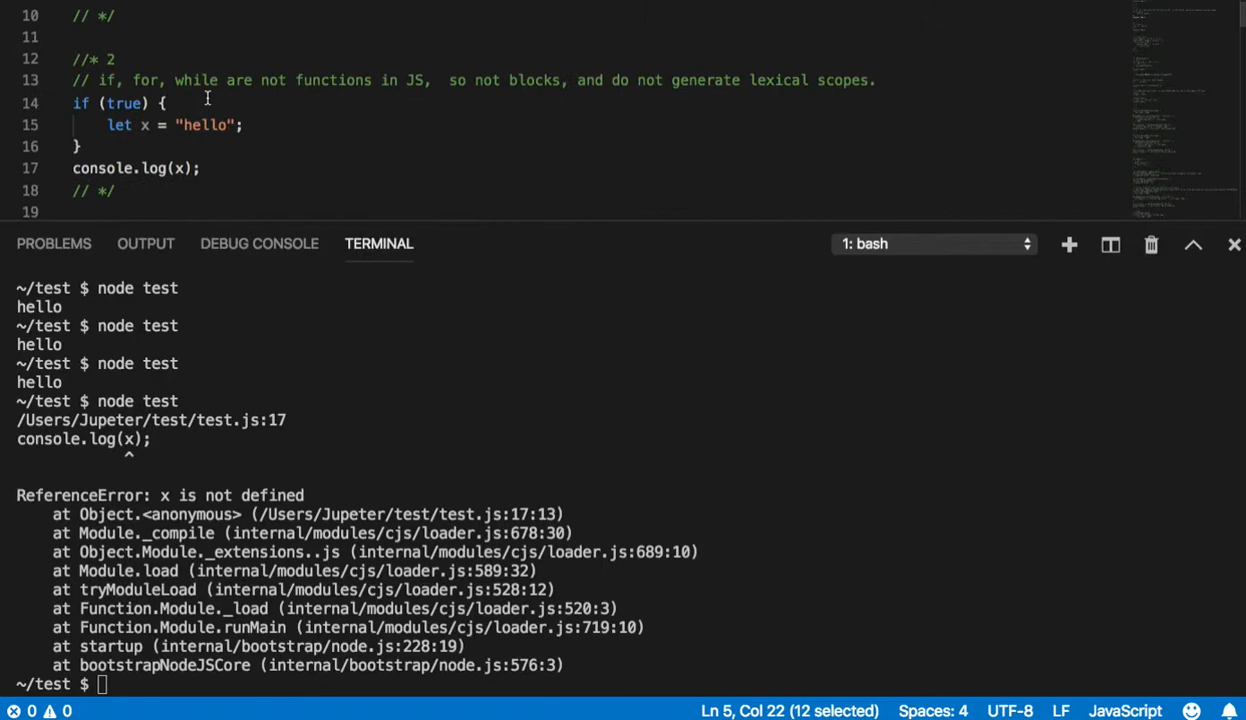 10 // */
11
12 //* 2
13 // if, for, while are not functions in JS,  so not blocks, and do not generate lexical scopes.
14 if (true) {
15     let x = "hello";
16 }
17 console.log(x);
18 // */
19
PROBLEMS OUTPUT DEBUG CONSOLE TERMINAL 1: bash
~/test $ node test
hello
~/test $ node test
hello
~/test $ node test
hello
~/test $ node test
/Users/Jupeter/test/test.js:17
console.log(x);
            ^
ReferenceError: x is not defined
    at Object.<anonymous> (/Users/Jupeter/test/test.js:17:13)
    at Module._compile (internal/modules/cjs/loader.js:678:30)
    at Object.Module._extensions..js (internal/modules/cjs/loader.js:689:10)
    at Module.load (internal/modules/cjs/loader.js:589:32)
    at tryModuleLoad (internal/modules/cjs/loader.js:528:12)
    at Function.Module._load (internal/modules/cjs/loader.js:520:3)
    at Function.Module.runMain (internal/modules/cjs/loader.js:719:10)
    at startup (internal/bootstrap/node.js:228:19)
    at bootstrapNodeJSCore (internal/bootstrap/node.js:576:3)
~/test $
0 0 Ln 5, Col 22 (12 selected) Spaces: 4 UTF-8 LF JavaScript